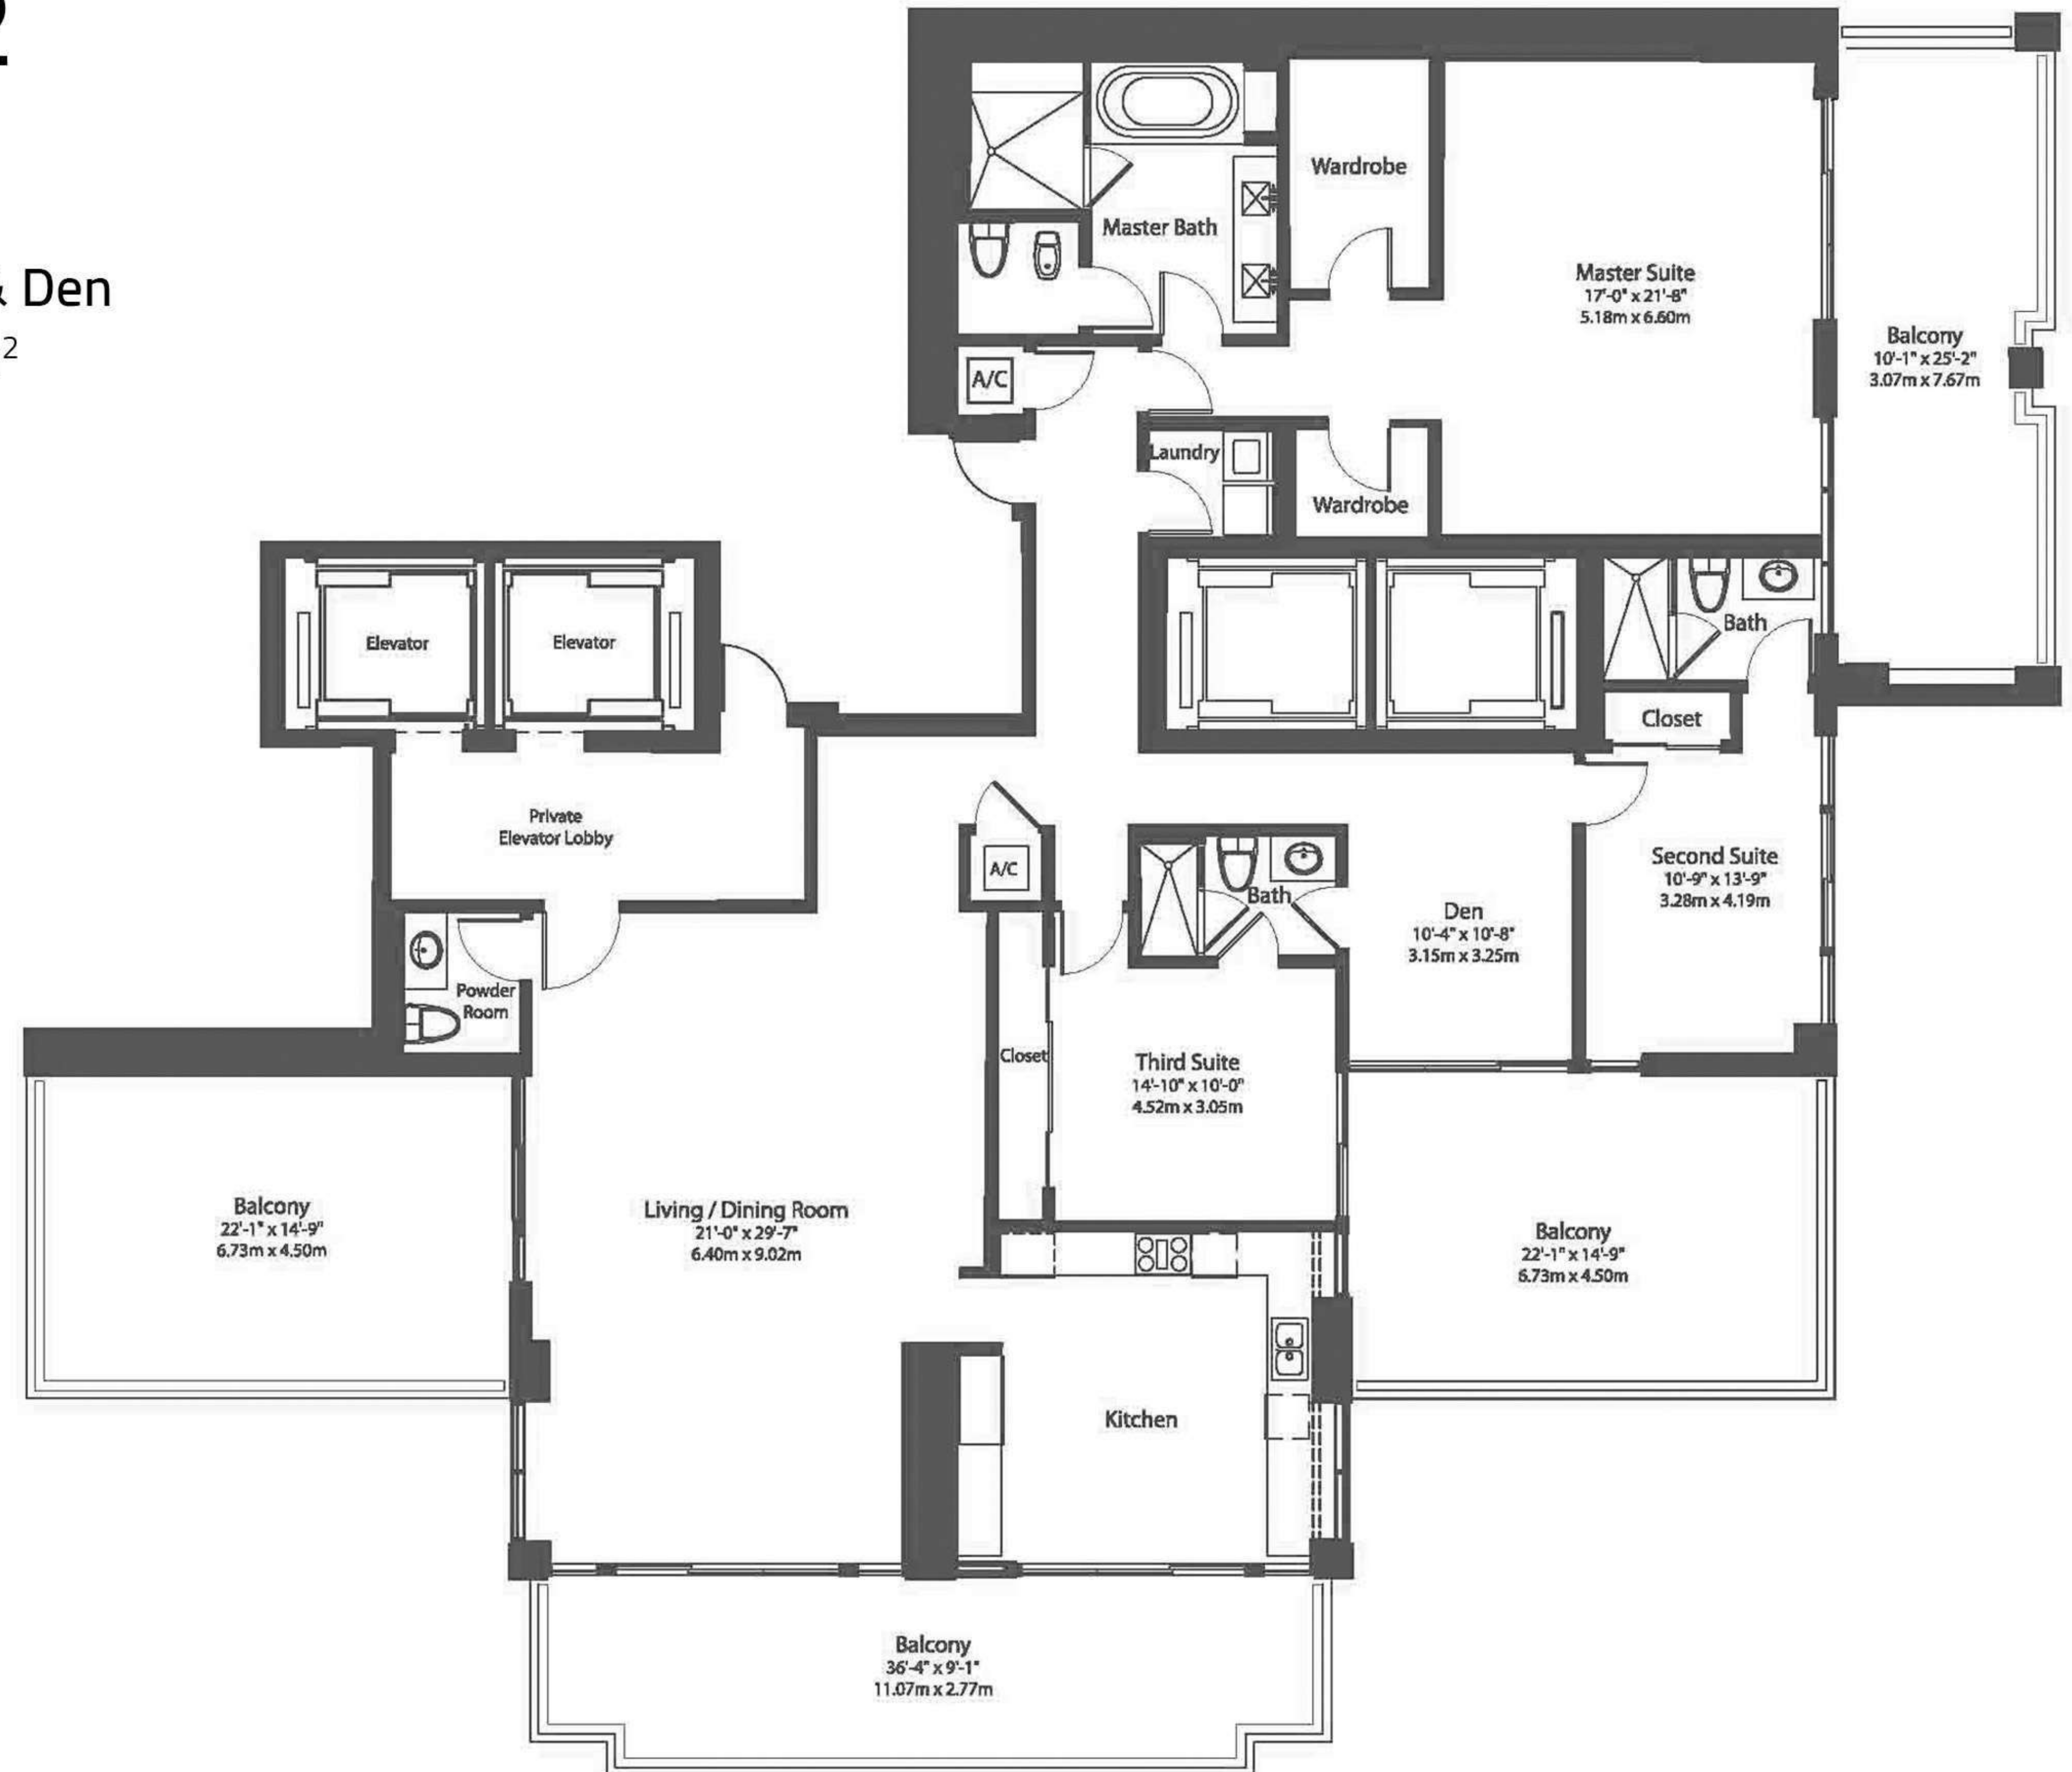 & Den
2
Wardrobe
Master Bath
Master Suite
17'-0" x 21'-8"
5.18m x 6.60m
Balcony
10'-1" x 25'-2"
3.07m x 7.67m
A/C
Laundry
Wardrobe
Elevator
Elevator
Bath
Closet
Private
Elevator Lobby
A/C
Second Suite
10'-9" x 13'-9"
3.28m x 4.19m
Bath
Den
10'-4" x 10'-8"
3.15m x 3.25m
Powder
Room
Closet
Third Suite
14'-10" x 10'-0"
4.52m x 3.05m
Balcony
22'-1" x 14'-9"
6.73m x 4.50m
Living / Dining Room
21'-0" x 29'-7"
6.40m x 9.02m
Balcony
22'-1" x 14'-9"
6.73m x 4.50m
Kitchen
Balcony
36'-4" x 9'-1"
11.07m x 2.77m